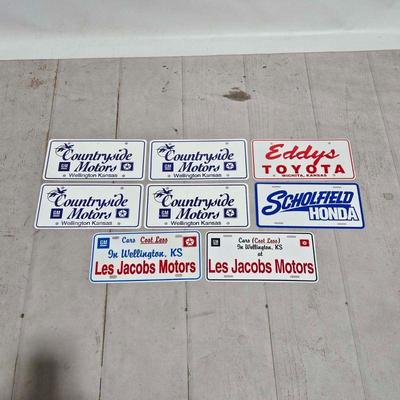 Countryside
Motors
GM
Wellington Kansas
Countryside
Motors
GM
Wellington Kansas
Eddys
TOYOTA
WICHITA, KANSAS
Countryside
Motors
GM
Wellington Kansas
Countryside
Motors
GM
Wellington Kansas
SCHOLFIELD
HONDA
GM
Cars Cost Less
In Wellington, KS
Les Jacobs Motors
GM
Cars (Cost Less)
In Wellington, KS
at
Les Jacobs Motors